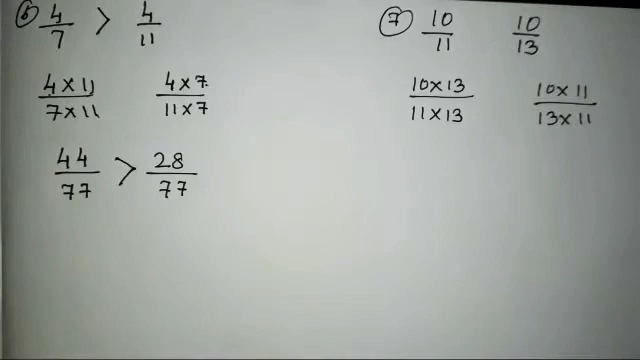 6 4/7 > 4/11
4 x 11/7 x 11 4 x 7/11 x 7
44/77 > 28/77
7 10/11 10/13
10 x 13/11 x 13 10 x 11/13 x 11